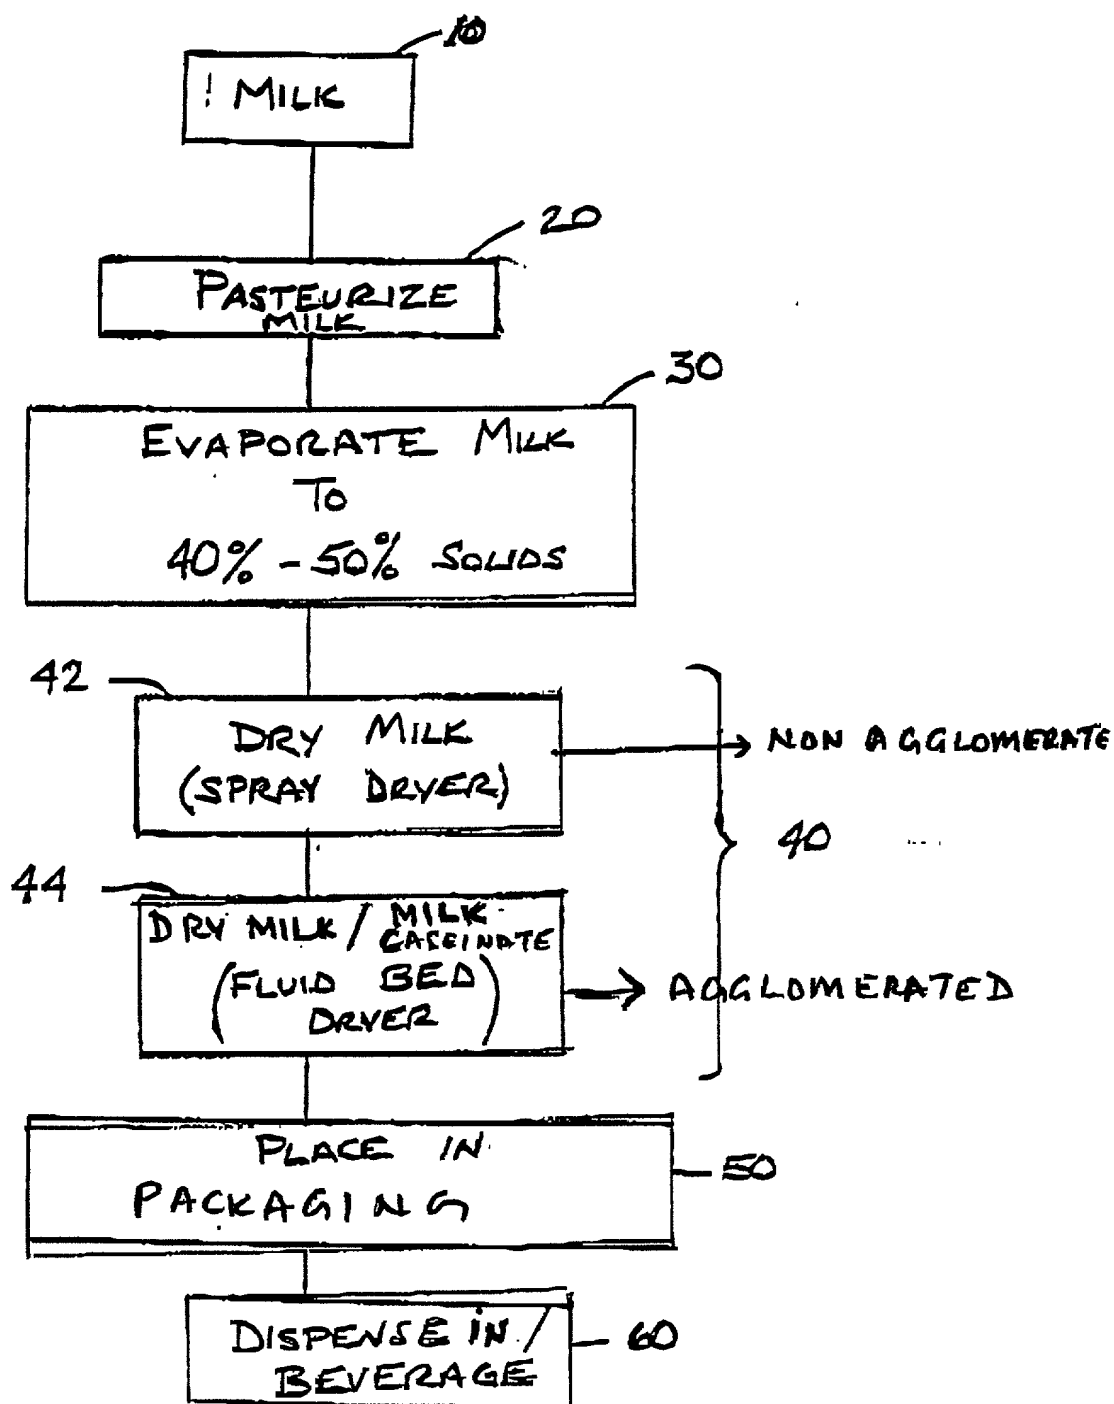 10
! MILK
20
PASTEURIZE
MILK
30
EVAPORATE MILK
TO
40% - 50% SOLIDS
42
DRY MILK
(SPRAY DRYER)
NON AGGLOMERATE
40
44
DRY MILK / MILK
CASEINATE
(FLUID BED
DRYER)
AGGLOMERATED
PLACE IN
PACKAGING
50
DISPENSE IN
BEVERAGE
60